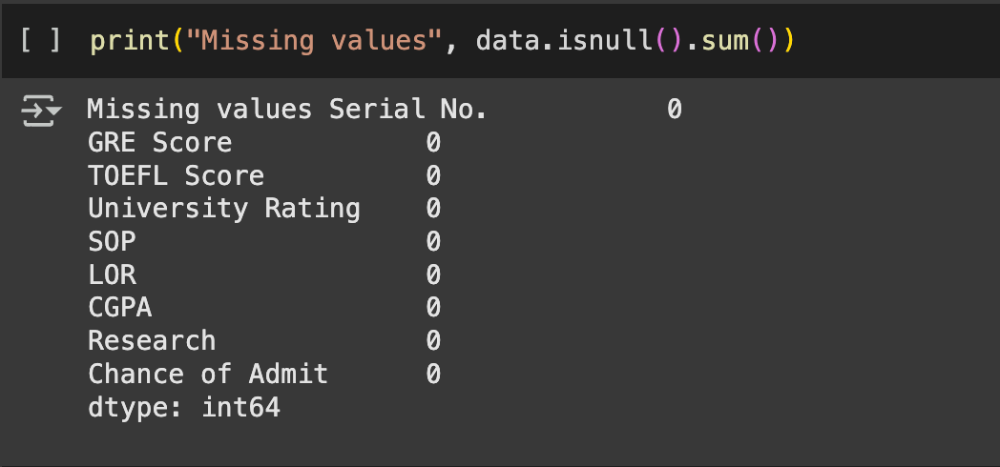 [ ] print("Missing values", data.isnull().sum())
Missing values Serial No.           0
GRE Score            0
TOEFL Score          0
University Rating    0
SOP                  0
LOR                  0
CGPA                 0
Research             0
Chance of Admit      0
dtype: int64